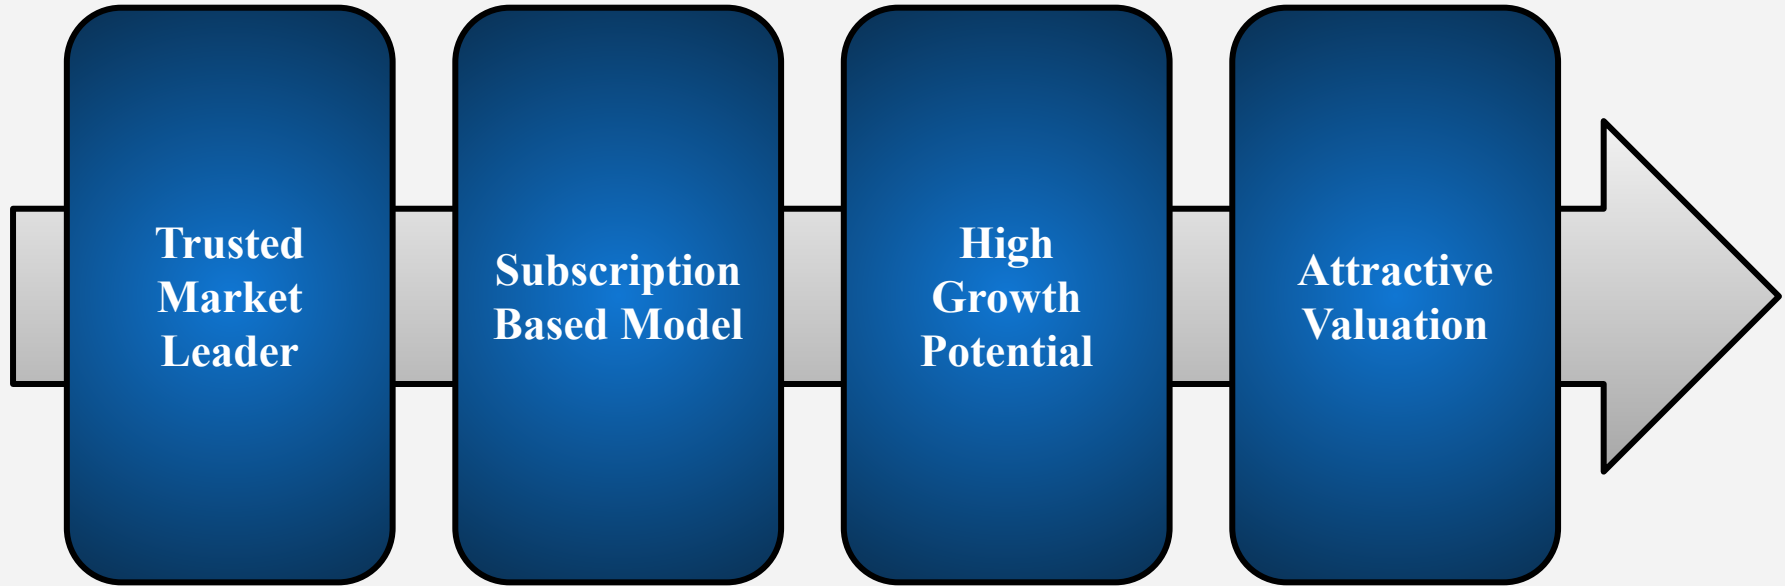 Trusted
Market
Leader
Subscription
Based Model
High
Growth
Potential
Attractive
Valuation